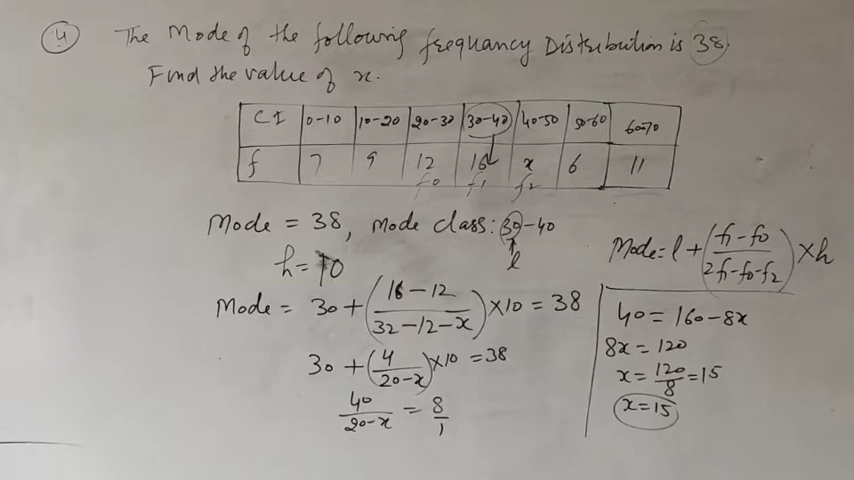 4 The Mode of the following frequancy Distribution is 38.
Find the value of x.
CI 0-10 10-20 20-30 30-40 40-50 50-60 60-70
f 7 9 12 16 x 6 11
f0 f1 f2
Mode = 38, Mode class: 30-40
l
h = 10
Mode = l + (f1 - f0 / 2f1 - f0 - f2) × h
Mode = 30 + (16 - 12 / 32 - 12 - x) × 10 = 38
30 + (4 / 20 - x) × 10 = 38
40 / 20 - x = 8 / 1
40 = 160 - 8x
8x = 120
x = 120 / 8 = 15
x = 15